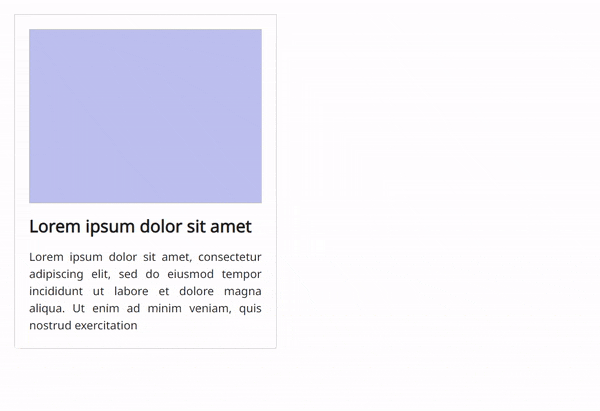 Lorem ipsum dolor sit amet
Lorem ipsum dolor sit amet, consectetur
adipiscing elit, sed do eiusmod tempor
incididunt ut labore et dolore magna
aliqua. Ut enim ad minim veniam, quis
nostrud exercitation